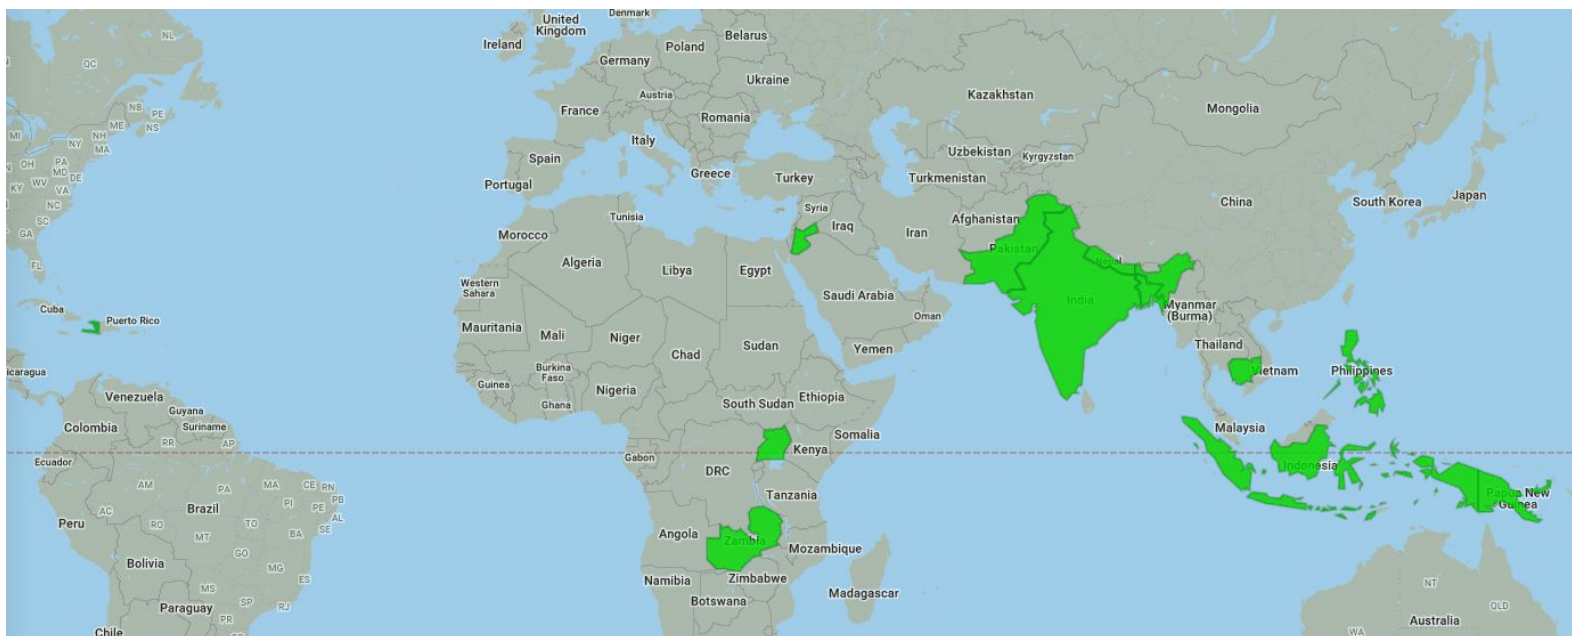 Denmark
United
Kingdom
Ireland
Belarus
Poland
Germany
Ukraine
Austria
France
Romania
Italy
Spain
Portugal
Greece
Turkey
Kazakhstan
Mongolia
Uzbekistan
Kyrgyzstan
Turkmenistan
China
South Korea
Japan
Syria
Afghanistan
Iraq
Iran
Pakistan
Nepal
India
Tunisia
Morocco
Algeria
Libya
Egypt
Western
Sahara
Saudi Arabia
Oman
Yemen
Myanmar
(Burma)
Thailand
Vietnam
Philippines
Malaysia
Indonesia
Papua New
Guinea
Mauritania
Mali
Niger
Chad
Sudan
Burkina
Faso
Guinea
Ghana
Nigeria
South Sudan
Ethiopia
Somalia
Kenya
Gabon
DRC
Tanzania
Angola
Zambia
Mozambique
Namibia
Zimbabwe
Botswana
Madagascar
NL
QC
NB
PE
ME
NS
MI
NY
NH
MA
OH
PA
MD
DE
KY
WV
VA
NC
SC
GA
FL
Cuba
Puerto Rico
icaragua
Venezuela
Guyana
Suriname
Colombia
RR
AP
Ecuador
AM
PA
MA
CE
RN
PB
PE
PI
AL
SE
AC
Brazil
Peru
RO
TO
BA
MT
GO
Bolivia
MG
ES
MS
SP
RJ
Paraguay
PR
Chile
NT
QLD
WA
Australia